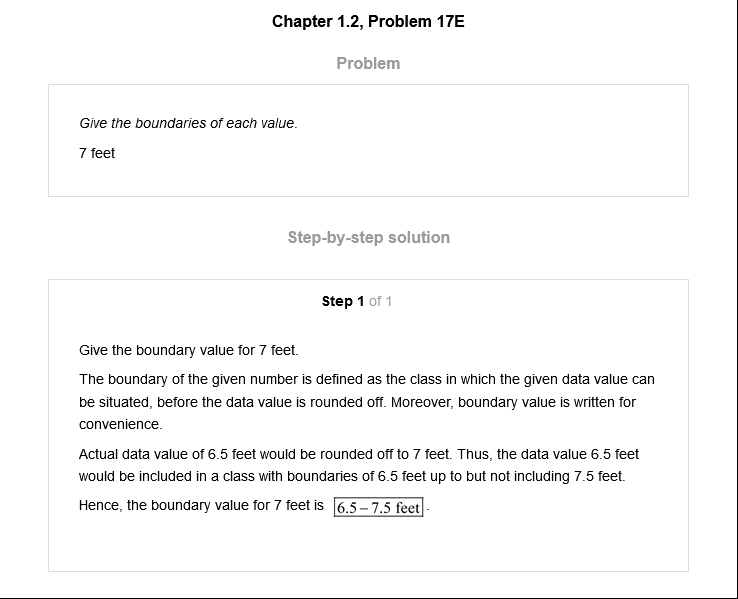 Chapter 1.2, Problem 17E
Problem
Give the boundaries of each value.
7 feet
Step-by-step solution
Step 1 of 1
Give the boundary value for 7 feet.
The boundary of the given number is defined as the class in which the given data value can
be situated, before the data value is rounded off. Moreover, boundary value is written for
convenience.
Actual data value of 6.5 feet would be rounded off to 7 feet. Thus, the data value 6.5 feet
would be included in a class with boundaries of 6.5 feet up to but not including 7.5 feet.
Hence, the boundary value for 7 feet is 6.5 – 7.5 feet .